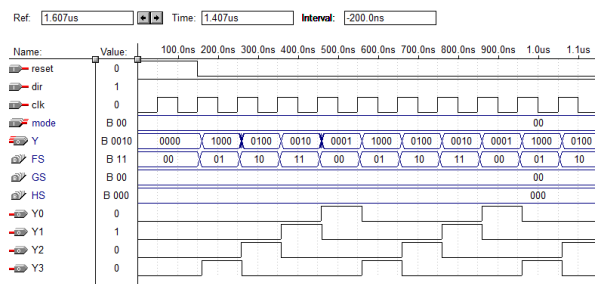 Ref: 1.607us Time: 1.407us Interval: -200.0ns
Name: Value: 100.0ns 200.0ns 300.0ns 400.0ns 500.0ns 600.0ns 700.0ns 800.0ns 900.0ns 1.0us 1.1us
reset 0
dir 1
clk 0
mode B 00 00
Y B 0010 0000 1000 0100 0010 0001 1000 0100 0010 0001 1000 0100
FS B 11 00 01 10 11 00 01 10 11 00 01 10
GS B 00 00
HS B 000 000
Y0 0
Y1 1
Y2 0
Y3 0